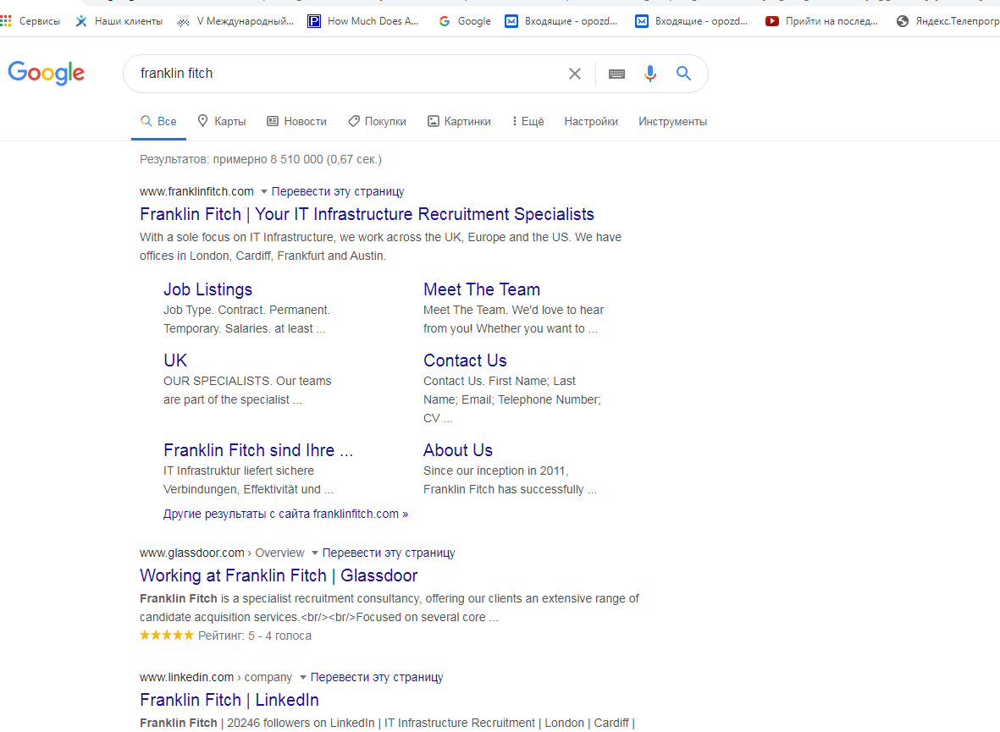 Сервисы Наши клиенты V Международный... How Much Does A... Google Входящие - opozd... Входящие - opozd... Прийти на послед... Яндекс.Телепрогр
Google franklin fitch
Все Карты Новости Покупки Картинки Ещё Настройки Инструменты
Результатов: примерно 8 510 000 (0,67 сек.)
www.franklinfitch.com Перевести эту страницу
Franklin Fitch | Your IT Infrastructure Recruitment Specialists
With a sole focus on IT Infrastructure, we work across the UK, Europe and the US. We have
offices in London, Cardiff, Frankfurt and Austin.
Job Listings
Job Type. Contract. Permanent.
Temporary. Salaries. at least ...
Meet The Team
Meet The Team. We'd love to hear
from you! Whether you want to ...
UK
OUR SPECIALISTS. Our teams
are part of the specialist ...
Contact Us
Contact Us. First Name; Last
Name; Email; Telephone Number;
CV ...
Franklin Fitch sind Ihre ...
IT Infrastruktur liefert sichere
Verbindungen, Effektivität und ...
About Us
Since our inception in 2011,
Franklin Fitch has successfully ...
Другие результаты с сайта franklinfitch.com »
www.glassdoor.com › Overview Перевести эту страницу
Working at Franklin Fitch | Glassdoor
Franklin Fitch is a specialist recruitment consultancy, offering our clients an extensive range of
candidate acquisition services.<br/><br/>Focused on several core ...
Рейтинг: 5 - 4 голоса
www.linkedin.com › company Перевести эту страницу
Franklin Fitch | LinkedIn
Franklin Fitch | 20246 followers on LinkedIn | IT Infrastructure Recruitment | London | Cardiff |